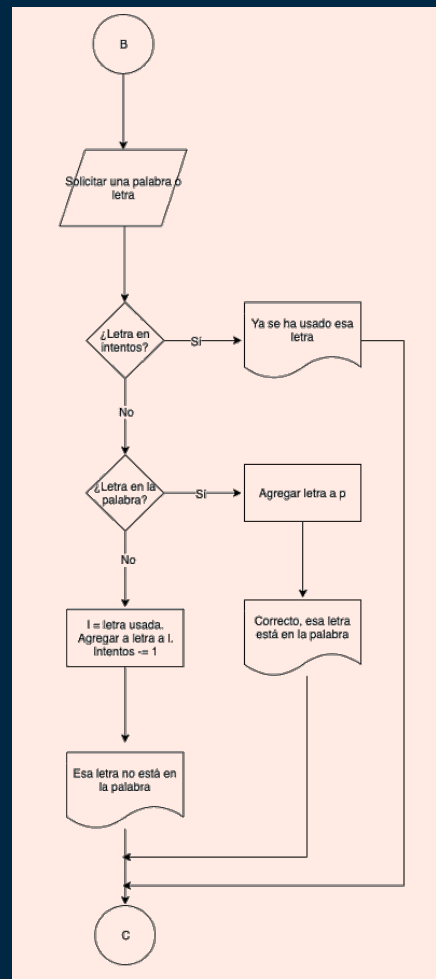 B
Solicitar una palabra o
letra
¿Letra en
intentos?
Sí
Ya se ha usado esa
letra
No
¿Letra en la
palabra?
Sí
Agregar letra a p
No
I = letra usada.
Agregar a letra a I.
Intentos -= 1
Correcto, esa letra
está en la palabra
Esa letra no está en
la palabra
C